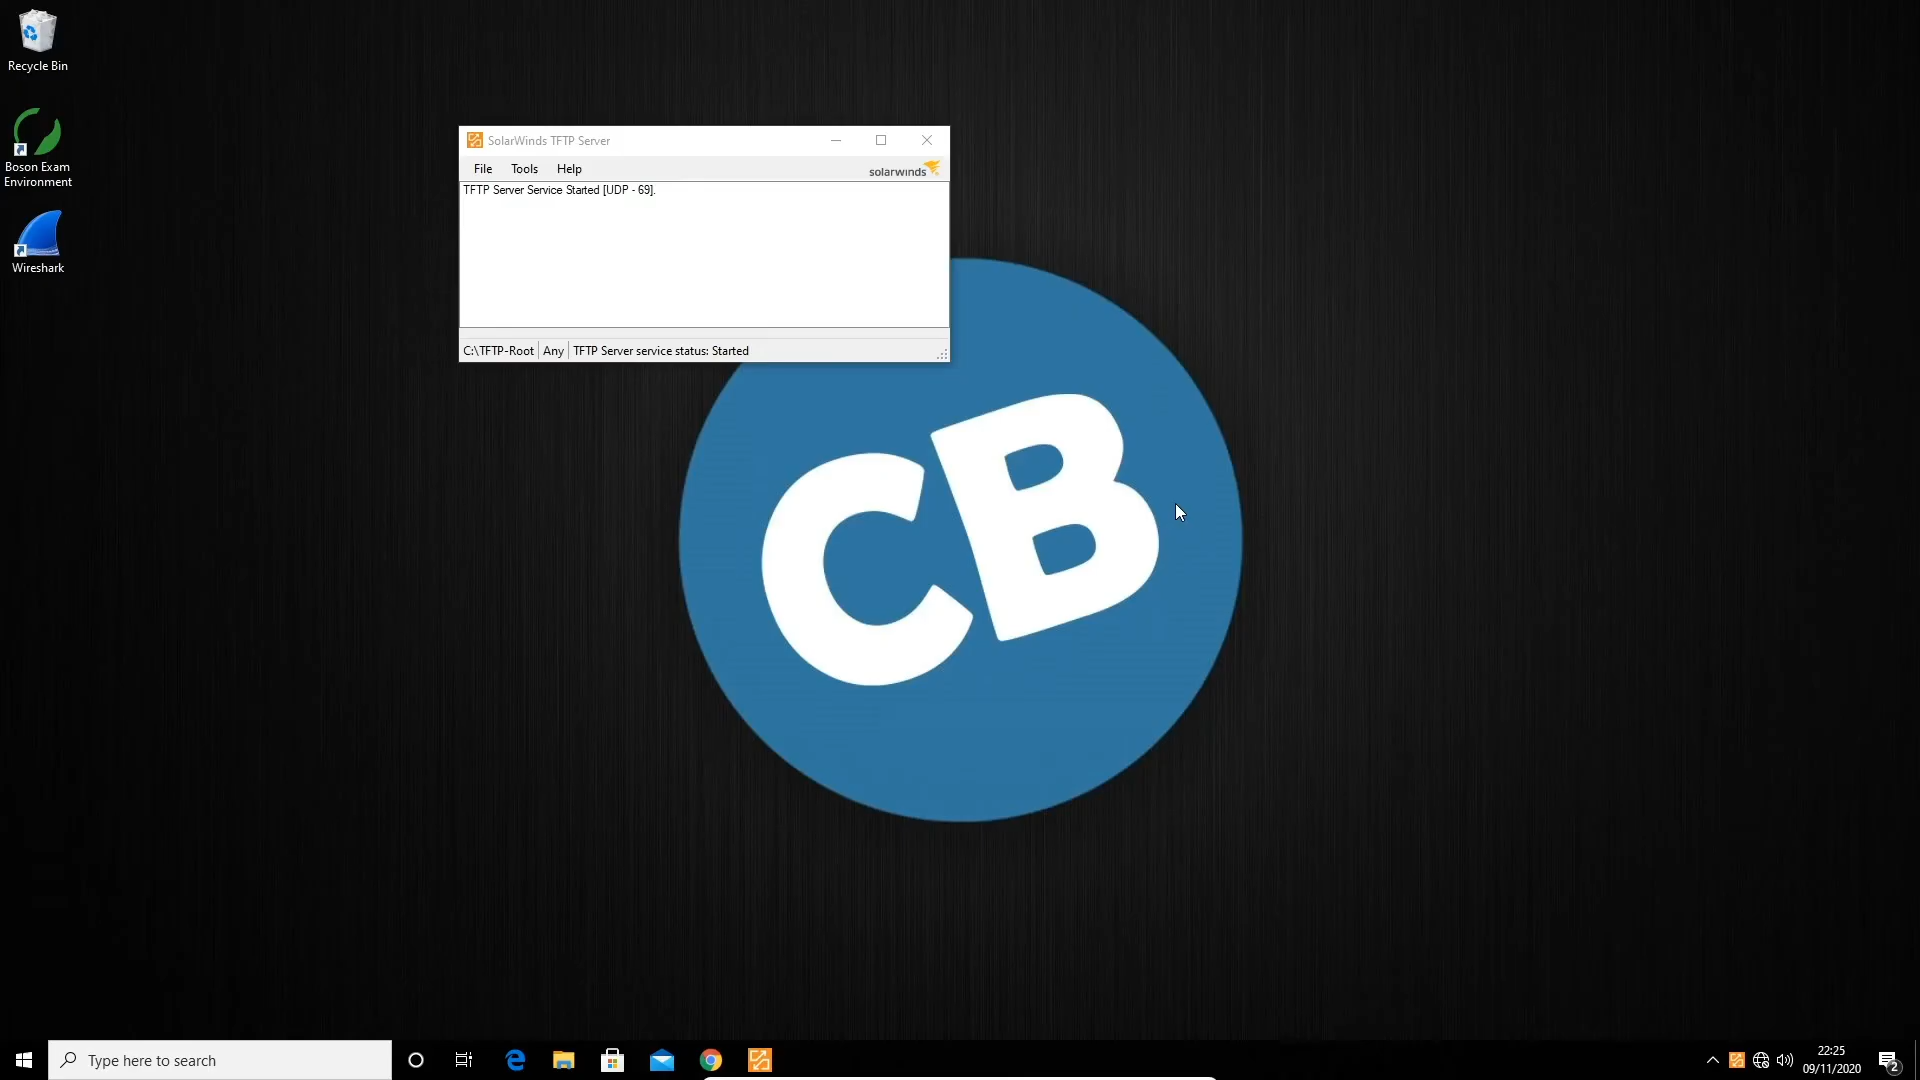 Recycle Bin
Boson Exam
Environment
Wireshark
SolarWinds TFTP Server
File Tools Help
solarwinds
TFTP Server Service Started [UDP - 69].
C:\TFTP-Root Any TFTP Server service status: Started
CB
Type here to search
22:25
09/11/2020
2